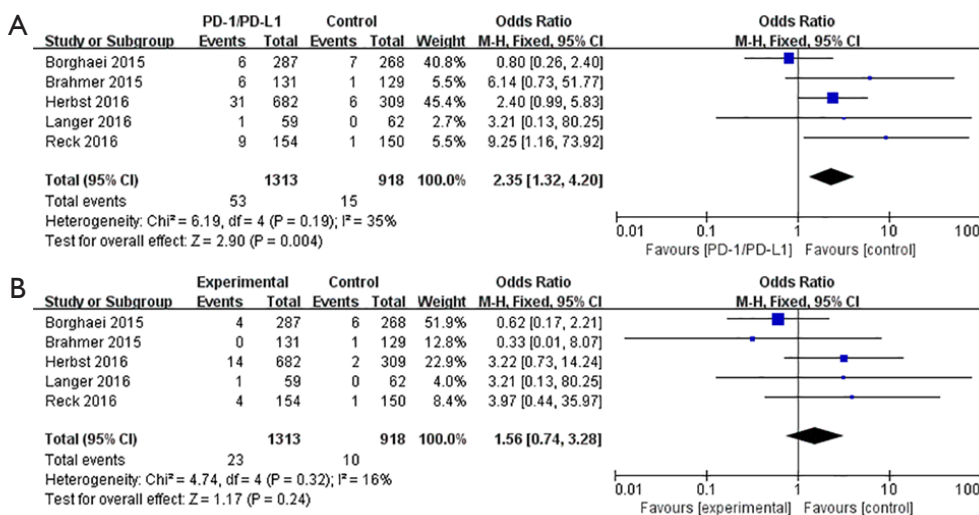 A
PD-1/PD-L1 Control Odds Ratio Odds Ratio
Study or Subgroup Events Total Events Total Weight M-H, Fixed, 95% CI M-H, Fixed, 95% CI
Borghaei 2015 6 287 7 268 40.8% 0.80 [0.26, 2.40]
Brahmer 2015 6 131 1 129 5.5% 6.14 [0.73, 51.77]
Herbst 2016 31 682 6 309 45.4% 2.40 [0.99, 5.83]
Langer 2016 1 59 0 62 2.7% 3.21 [0.13, 80.25]
Reck 2016 9 154 1 150 5.5% 9.25 [1.16, 73.92]
Total (95% CI) 1313 918 100.0% 2.35 [1.32, 4.20]
Total events 53 15
Heterogeneity: Chi² = 6.19, df = 4 (P = 0.19); I² = 35%
Test for overall effect: Z = 2.90 (P = 0.004)
0.01 0.1 1 10 100
Favours [PD-1/PD-L1] Favours [control]
B
Experimental Control Odds Ratio Odds Ratio
Study or Subgroup Events Total Events Total Weight M-H, Fixed, 95% CI M-H, Fixed, 95% CI
Borghaei 2015 4 287 6 268 51.9% 0.62 [0.17, 2.21]
Brahmer 2015 0 131 1 129 12.8% 0.33 [0.01, 8.07]
Herbst 2016 14 682 2 309 22.9% 3.22 [0.73, 14.24]
Langer 2016 1 59 0 62 4.0% 3.21 [0.13, 80.25]
Reck 2016 4 154 1 150 8.4% 3.97 [0.44, 35.97]
Total (95% CI) 1313 918 100.0% 1.56 [0.74, 3.28]
Total events 23 10
Heterogeneity: Chi² = 4.74, df = 4 (P = 0.32); I² = 16%
Test for overall effect: Z = 1.17 (P = 0.24)
0.01 0.1 1 10 100
Favours [experimental] Favours [control]